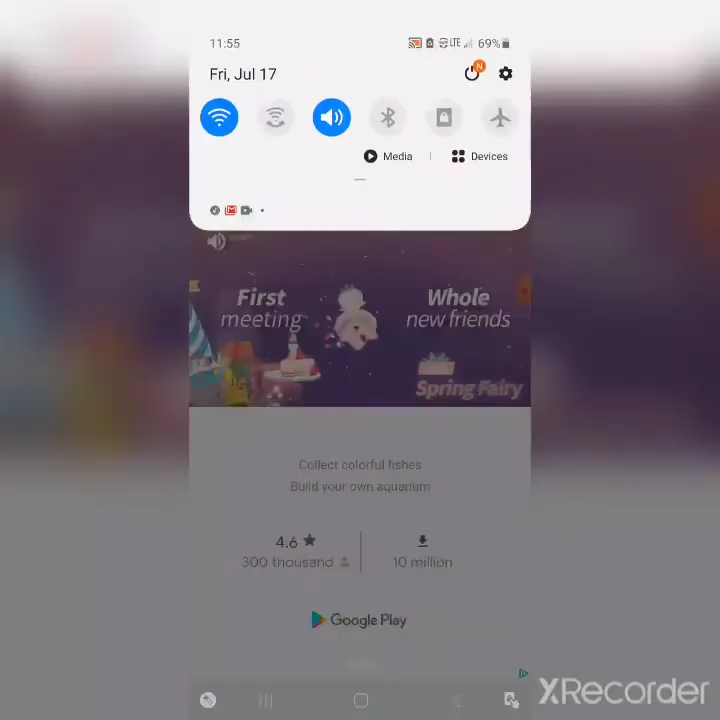 11:55
LTE 69%
Fri, Jul 17
N
Media | Devices
First
meeting
Whole
new friends
Spring Fairy
Collect colorful fishes
Build your own aquarium
4.6
300 thousand
10 million
Google Play
XRecorder